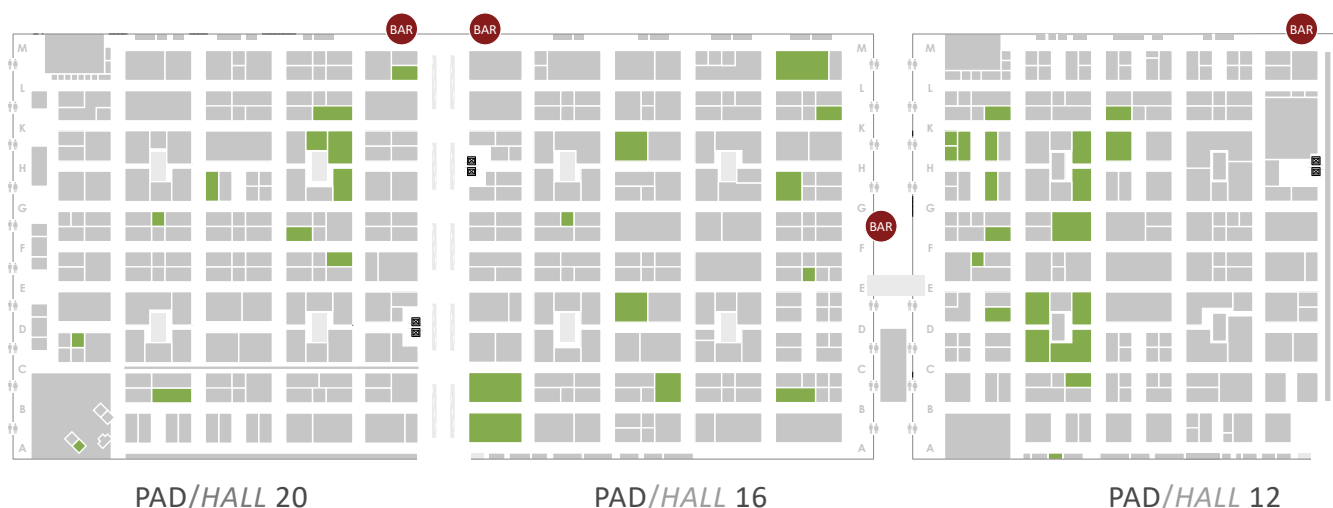 BAR BAR BAR
M M M
L L L
K K K
H H H
G G G
BAR
F F F
E E E
D D D
C C C
B B B
A A A
PAD/HALL 20 PAD/HALL 16 PAD/HALL 12